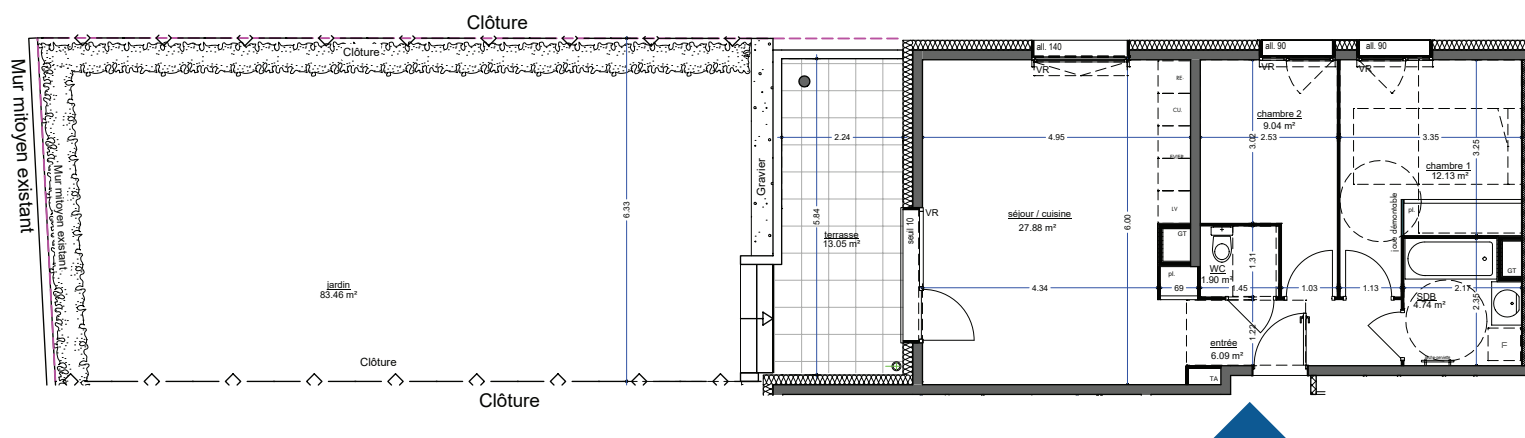 Clôture
Clôture
Mur mitoyen existant
Mur mitoyen existant
jardin
83.46 m²
6.33
Clôture
Clôture
Gravier
2.24
5.84
terrasse
13.05 m²
seuil 10
VR
all. 140
VR
4.95
séjour / cuisine
27.88 m²
6.00
4.34
RE.
CU.
LV
GT
pl.
69
WC
1.90 m²
1.31
1.45
1.22
entrée
6.09 m²
TA
all. 90
VR
chambre 2
9.04 m²
2.53
3.02
1.03
all. 90
VR
3.35
3.25
chambre 1
12.13 m²
pl.
joue démontable
1.13
2.17
SDB
4.74 m²
2.35
GT